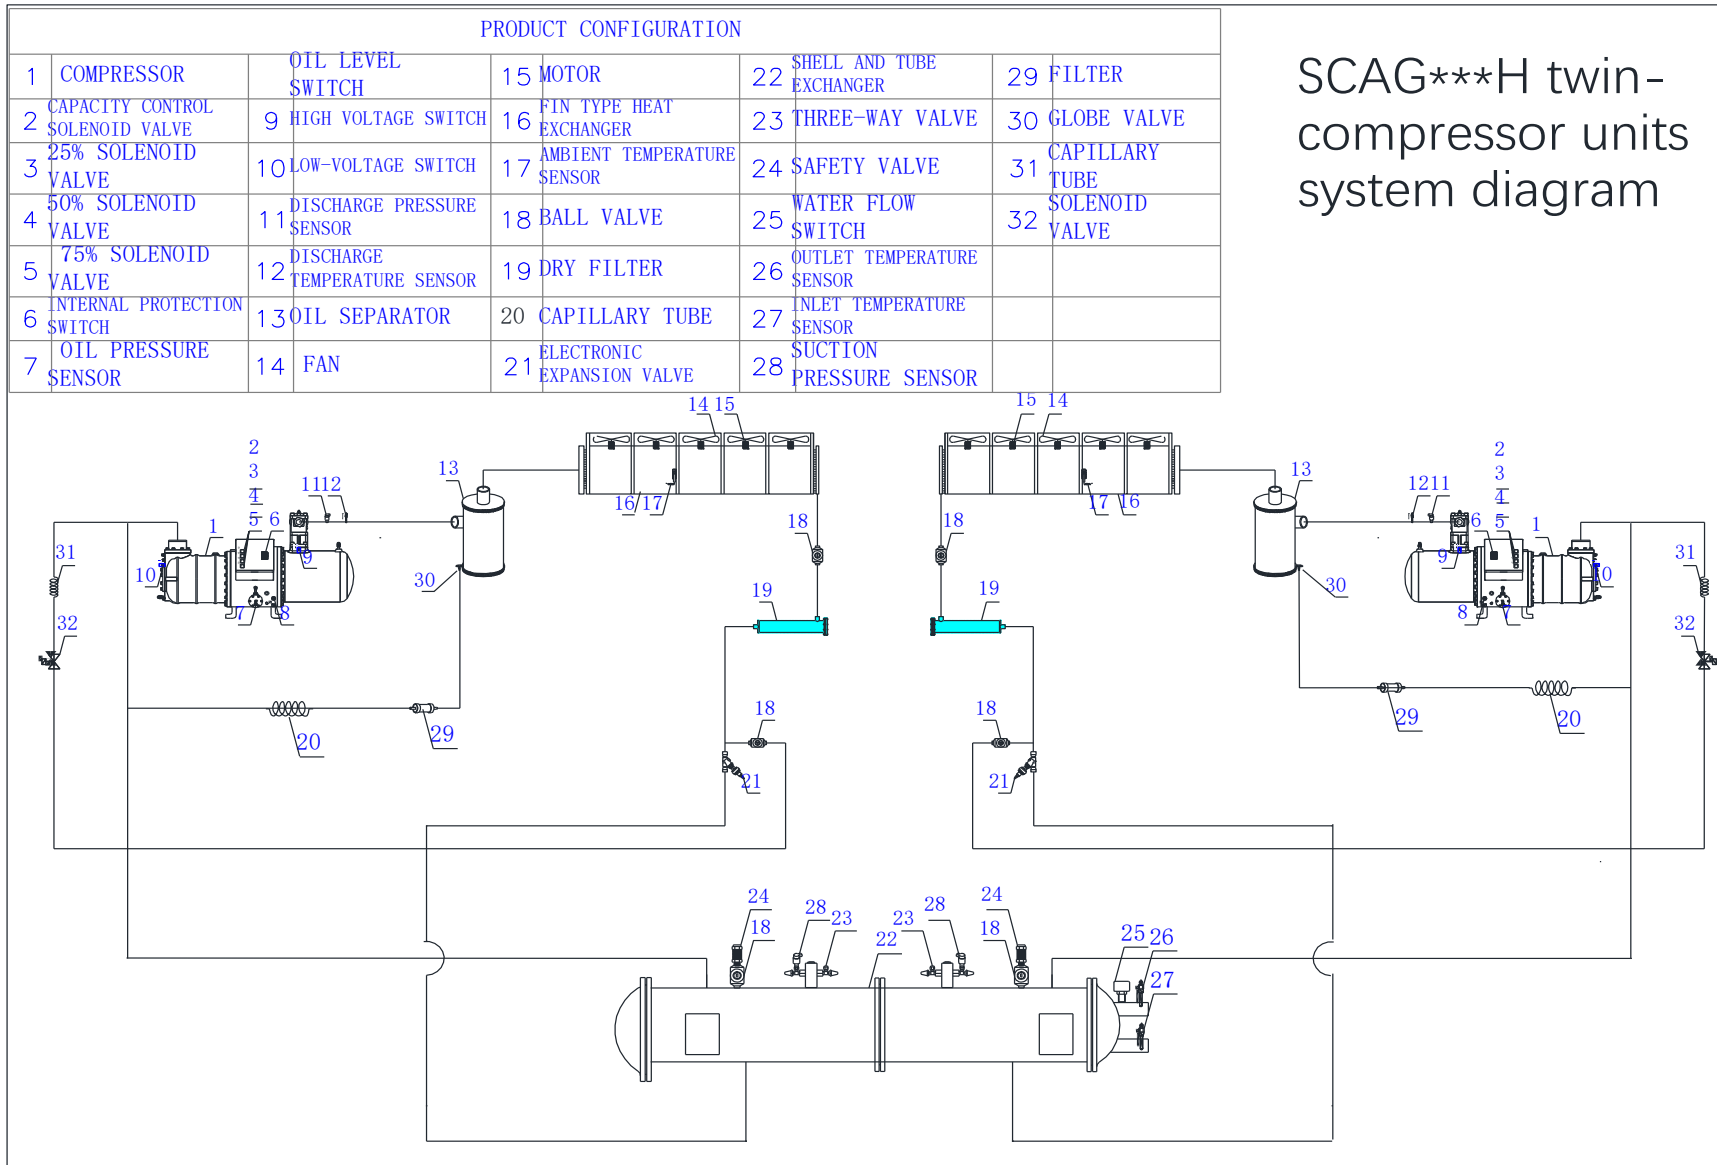 PRODUCT CONFIGURATION
1 COMPRESSOR
OIL LEVEL
SWITCH
15 MOTOR
22 SHELL AND TUBE
EXCHANGER
29 FILTER
2 CAPACITY CONTROL
SOLENOID VALVE
9 HIGH VOLTAGE SWITCH
16 FIN TYPE HEAT
EXCHANGER
23 THREE-WAY VALVE
30 GLOBE VALVE
3 25% SOLENOID
VALVE
10 LOW-VOLTAGE SWITCH
17 AMBIENT TEMPERATURE
SENSOR
24 SAFETY VALVE
31 CAPILLARY
TUBE
4 50% SOLENOID
VALVE
11 DISCHARGE PRESSURE
SENSOR
18 BALL VALVE
25 WATER FLOW
SWITCH
32 SOLENOID
VALVE
5 75% SOLENOID
VALVE
12 DISCHARGE
TEMPERATURE SENSOR
19 DRY FILTER
26 OUTLET TEMPERATURE
SENSOR
6 INTERNAL PROTECTION
SWITCH
13 OIL SEPARATOR
20 CAPILLARY TUBE
27 INLET TEMPERATURE
SENSOR
7 OIL PRESSURE
SENSOR
14 FAN
21 ELECTRONIC
EXPANSION VALVE
28 SUCTION
PRESSURE SENSOR
SCAG***H twin-
compressor units
system diagram
14 15
15 14
2
3
4
5 6
1
11 12
13
16 17
18
9
10
7 8
30
31
32
19
20
29
18
21
17 16
18
13
12 11
2
3
4
5
6
1
9
0
8 7
30
31
32
19
29
20
18
21
24
18
28 23
22
23 28
24
18
25 26
27